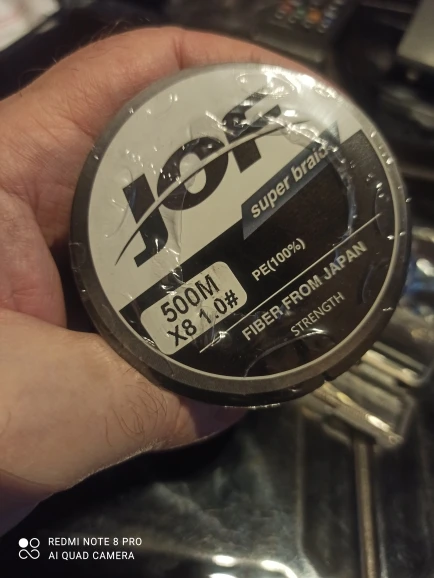 JOF
super braid
PE(100%)
500M
X8 1.0#
FIBER FROM JAPAN
STRENGTH
REDMI NOTE 8 PRO
AI QUAD CAMERA